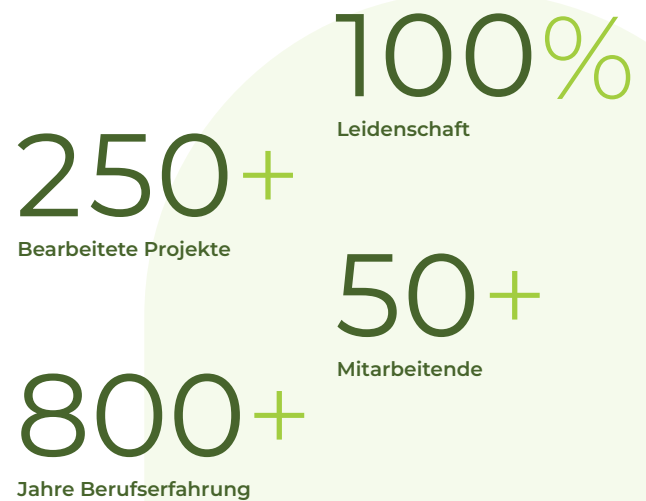 100%
Leidenschaft
250+
Bearbeitete Projekte
50+
Mitarbeitende
800+
Jahre Berufserfahrung